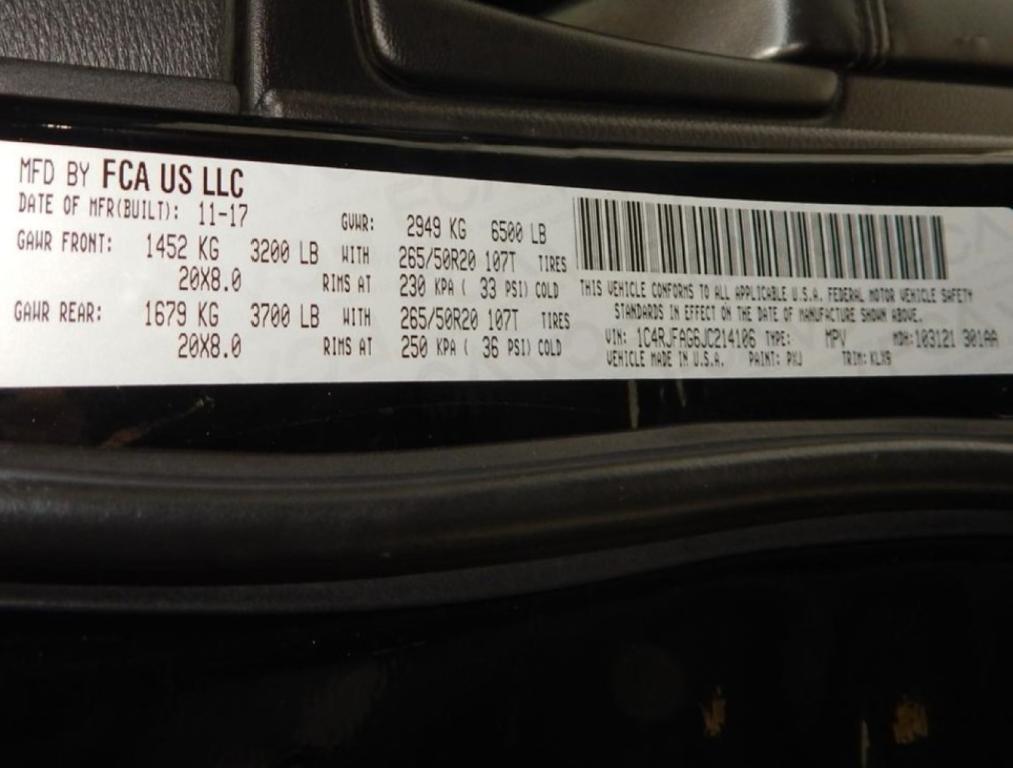 MFD BY FCA US LLC
DATE OF MFR(BUILT): 11-17
GVWR: 2949 KG 6500 LB
GAWR FRONT: 1452 KG 3200 LB WITH 265/50R20 107T TIRES
20X8.0 RIMS AT 230 KPA ( 33 PSI) COLD
GAWR REAR: 1679 KG 3700 LB WITH 265/50R20 107T TIRES
20X8.0 RIMS AT 250 KPA ( 36 PSI) COLD
THIS VEHICLE CONFORMS TO ALL APPLICABLE U.S.A. FEDERAL MOTOR VEHICLE SAFETY
STANDARDS IN EFFECT ON THE DATE OF MANUFACTURE SHOWN ABOVE.
VIN: 1C4RJFAG6JC214106 TYPE: MPV MDH:103121 301AA
VEHICLE MADE IN U.S.A. PAINT: PXJ TRIM:KLX9